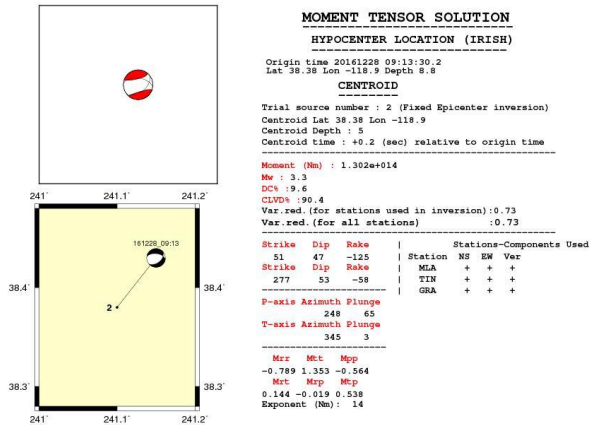 MOMENT TENSOR SOLUTION
HYPOCENTER LOCATION (IRISH)
Origin time 20161228 09:13:30.2
Lat 38.38 Lon -118.9 Depth 8.8
CENTROID
Trial source number : 2 (Fixed Epicenter inversion)
Centroid Lat 38.38 Lon -118.9
Centroid Depth : 5
Centroid time : +0.2 (sec) relative to origin time
Moment (Nm) : 1.302e+014
Mw : 3.3
DC% : 9.6
CLVD% : 90.4
Var.red. (for stations used in inversion) : 0.73
Var.red. (for all stations) : 0.73
Strike Dip Rake | Stations-Components Used
51 47 -125 | Station NS EW Ver
Strike Dip Rake | MLA + + +
277 53 -58 | TIN + + +
| GRA + + +
P-axis Azimuth Plunge
248 65
T-axis Azimuth Plunge
345 3
Mrr Mtt Mpp
-0.789 1.353 -0.564
Mrt Mrp Mtp
0.144 -0.019 0.538
Exponent (Nm): 14
241˚ 241.1˚ 241.2˚
161228_09:13
38.4˚ 38.4˚
2
38.3˚ 38.3˚
241˚ 241.1˚ 241.2˚